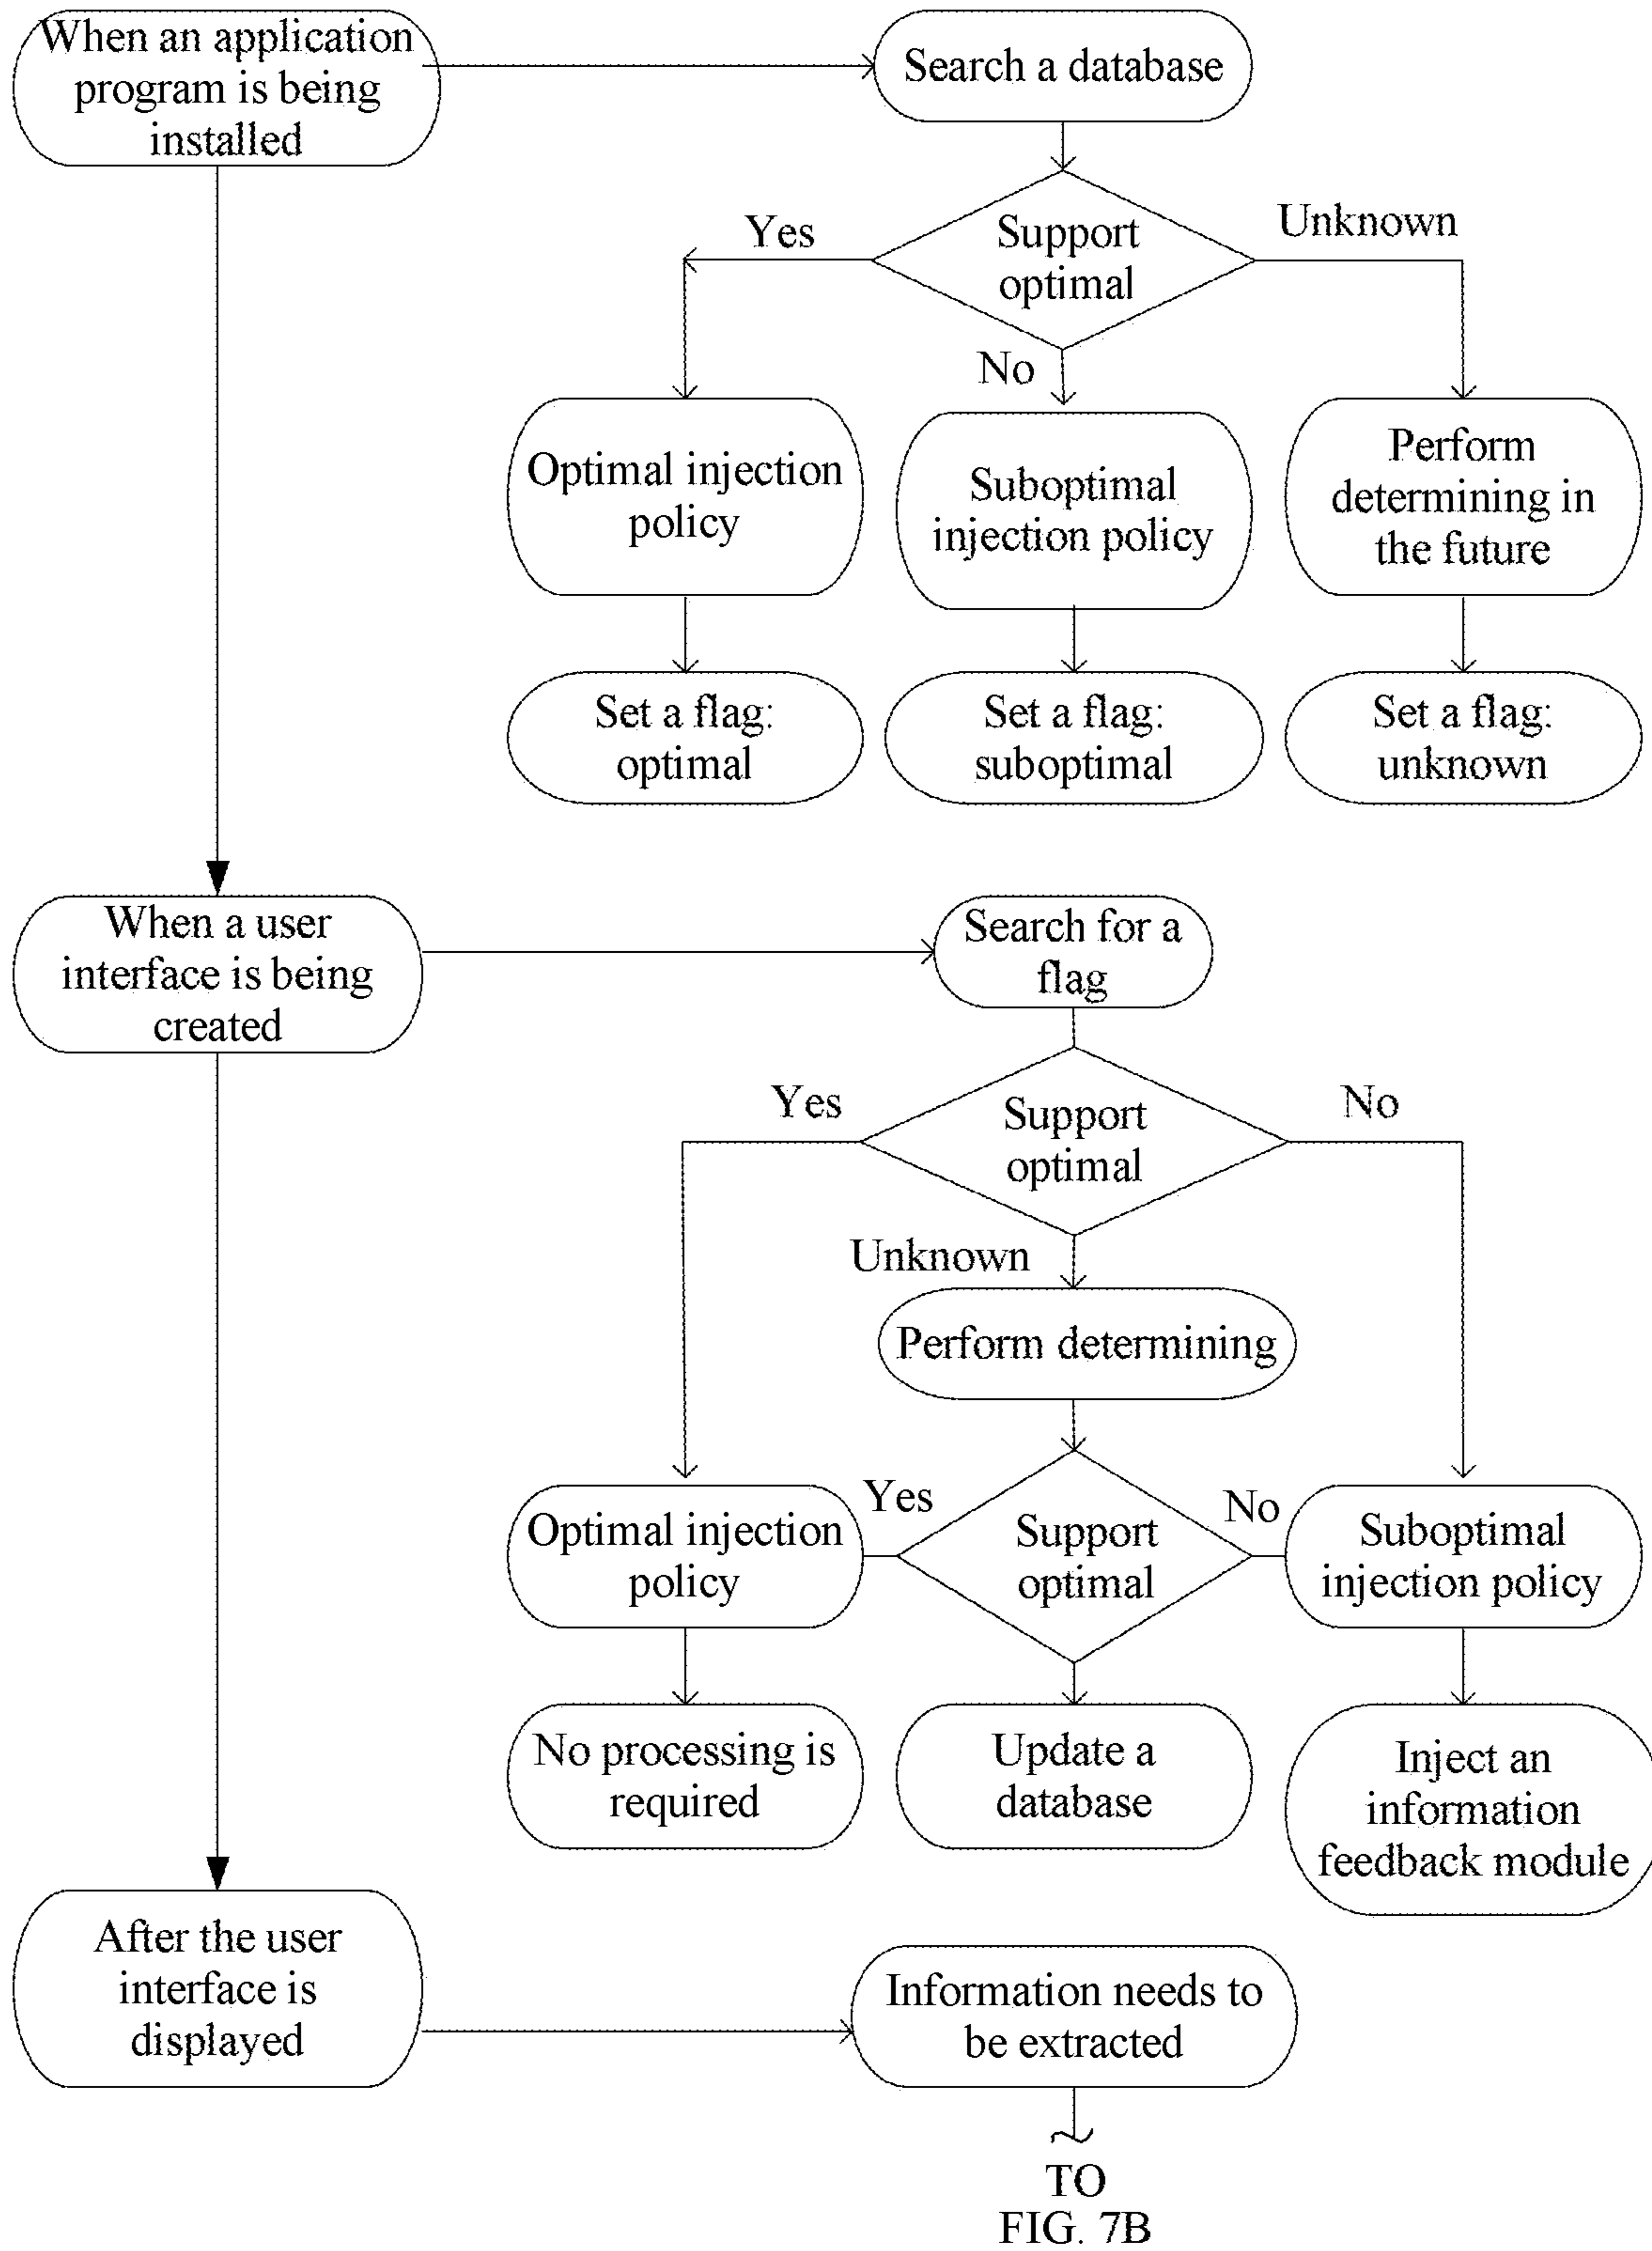 When an application
program is being
installed
Search a database
Support
optimal
Yes
Unknown
No
Optimal injection
policy
Suboptimal
injection policy
Perform
determining in
the future
Set a flag:
optimal
Set a flag:
suboptimal
Set a flag:
unknown
When a user
interface is being
created
Search for a
flag
Support
optimal
Yes
No
Unknown
Perform determining
Optimal injection
policy
Yes
Support
optimal
No
Suboptimal
injection policy
No processing is
required
Update a
database
Inject an
information
feedback module
After the user
interface is
displayed
Information needs to
be extracted
TO
FIG. 7B